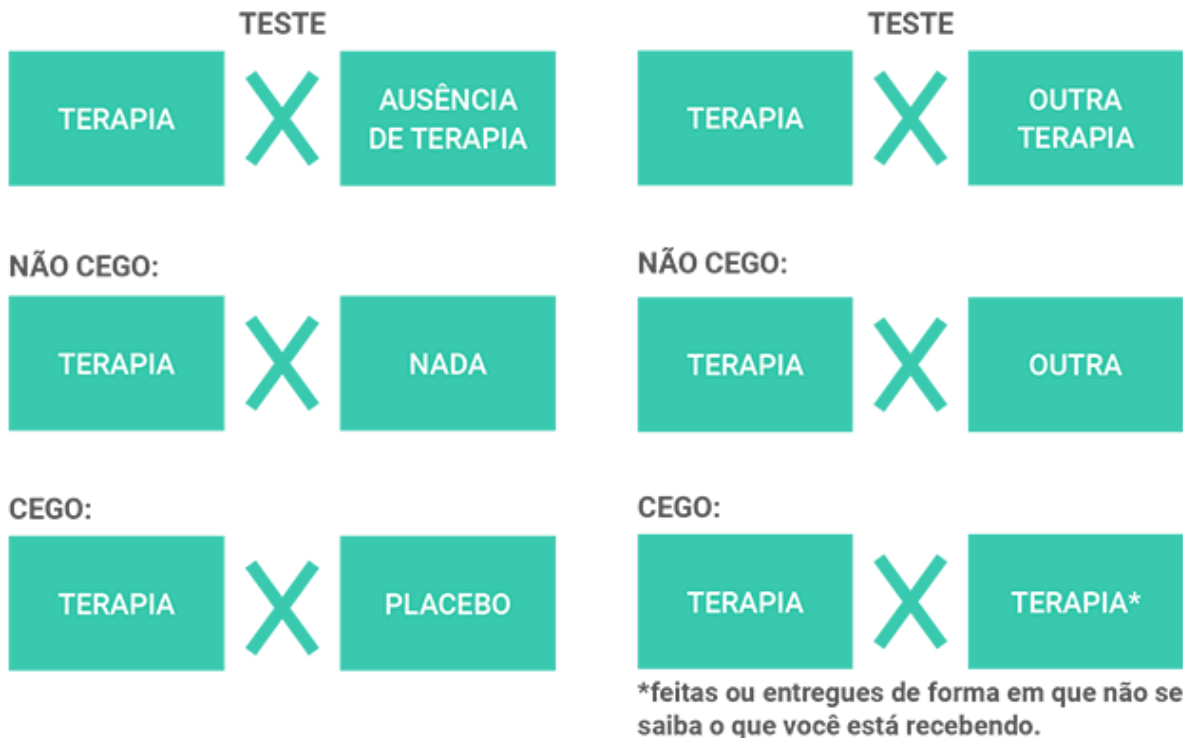 TESTE
TERAPIA
AUSÊNCIA
DE TERAPIA
NÃO CEGO:
TERAPIA
NADA
CEGO:
TERAPIA
PLACEBO
TESTE
TERAPIA
OUTRA
TERAPIA
NÃO CEGO:
TERAPIA
OUTRA
CEGO:
TERAPIA
TERAPIA*
*feitas ou entregues de forma em que não se
saiba o que você está recebendo.